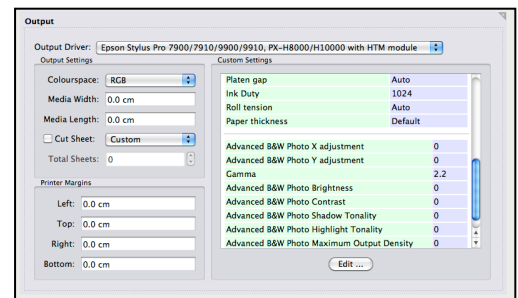 Output
Output Driver: Epson Stylus Pro 7900/7910/9900/9910, PX-H8000/H10000 with HTM module
Output Settings
Colourspace: RGB
Media Width: 0.0 cm
Media Length: 0.0 cm
Cut Sheet: Custom
Total Sheets: 0
Printer Margins
Left: 0.0 cm
Top: 0.0 cm
Right: 0.0 cm
Bottom: 0.0 cm
Custom Settings
Platen gap Auto
Ink Duty 1024
Roll tension Auto
Paper thickness Default
Advanced B&W Photo X adjustment 0
Advanced B&W Photo Y adjustment 0
Gamma 2.2
Advanced B&W Photo Brightness 0
Advanced B&W Photo Contrast 0
Advanced B&W Photo Shadow Tonality 0
Advanced B&W Photo Highlight Tonality 0
Advanced B&W Photo Maximum Output Density 0
Edit ...